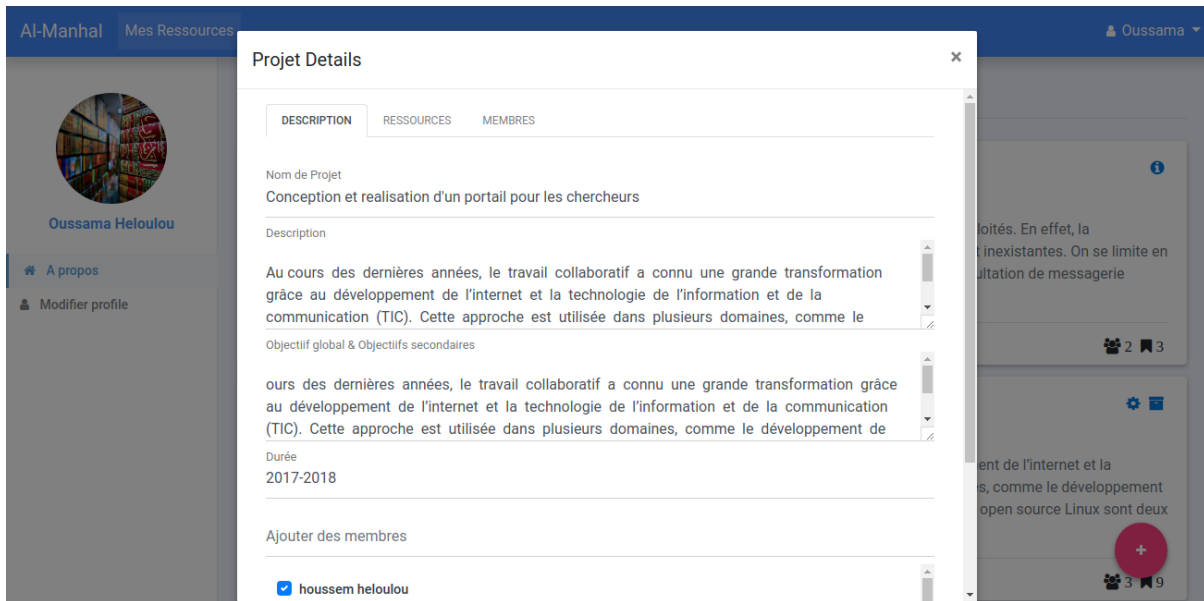 Al-Manhal
Mes Ressources
Oussama
Projet Details
×
DESCRIPTION
RESSOURCES
MEMBRES
Nom de Projet
Conception et realisation d'un portail pour les chercheurs
Description
Au cours des dernières années, le travail collaboratif a connu une grande transformation
grâce au développement de l'internet et la technologie de l'information et de la
communication (TIC). Cette approche est utilisée dans plusieurs domaines, comme le
Objectiif global & Objectiifs secondaires
ours des dernières années, le travail collaboratif a connu une grande transformation grâce
au développement de l'internet et la technologie de l'information et de la communication
(TIC). Cette approche est utilisée dans plusieurs domaines, comme le développement de
Durée
2017-2018
Ajouter des membres
houssem heloulou
Oussama Heloulou
A propos
Modifier profile
loités. En effet, la
t inexistantes. On se limite en
ultation de messagerie
2 3
ent de l'internet et la
s, comme le développement
open source Linux sont deux
+
3 9